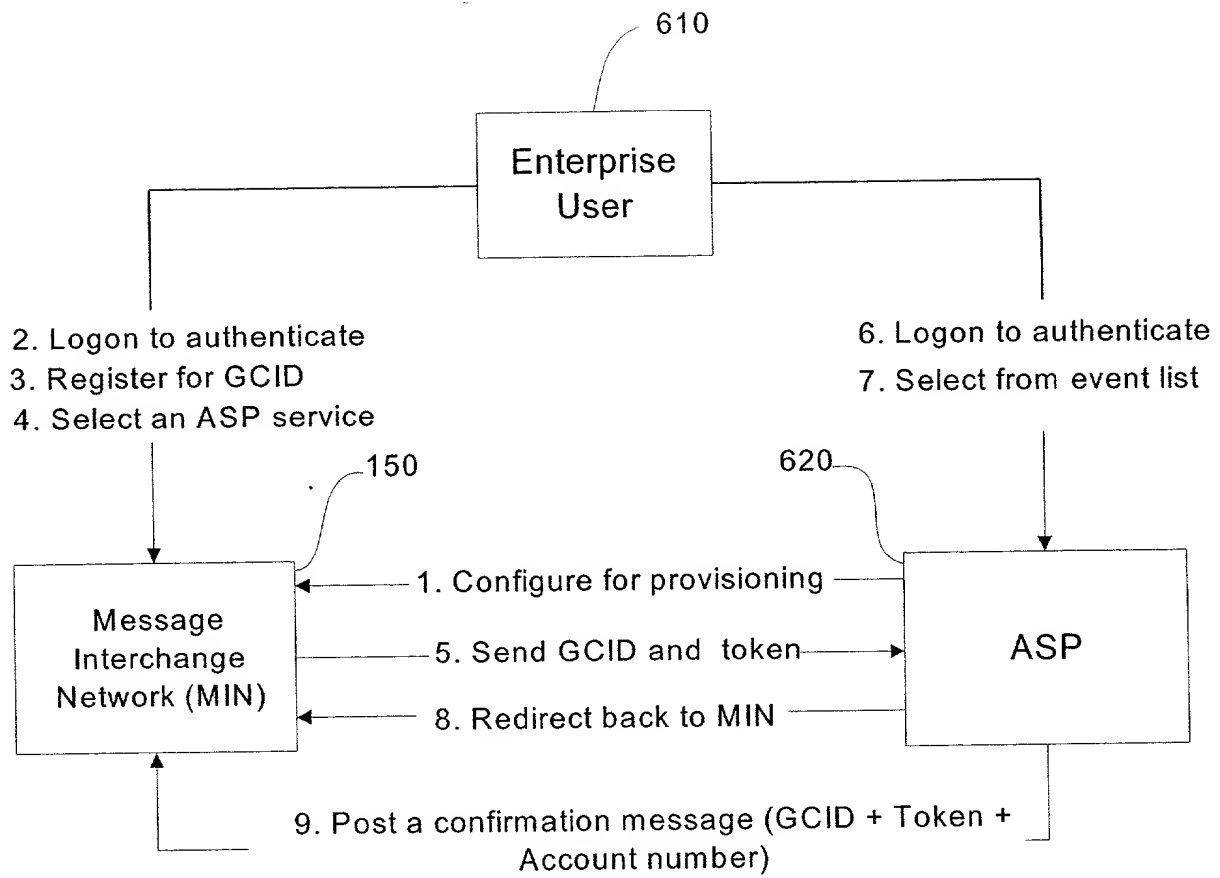 610
Enterprise
User
2. Logon to authenticate
3. Register for GCID
4. Select an ASP service
6. Logon to authenticate
7. Select from event list
150
620
Message
Interchange
Network (MIN)
1. Configure for provisioning
5. Send GCID and token
8. Redirect back to MIN
ASP
9. Post a confirmation message (GCID + Token +
Account number)